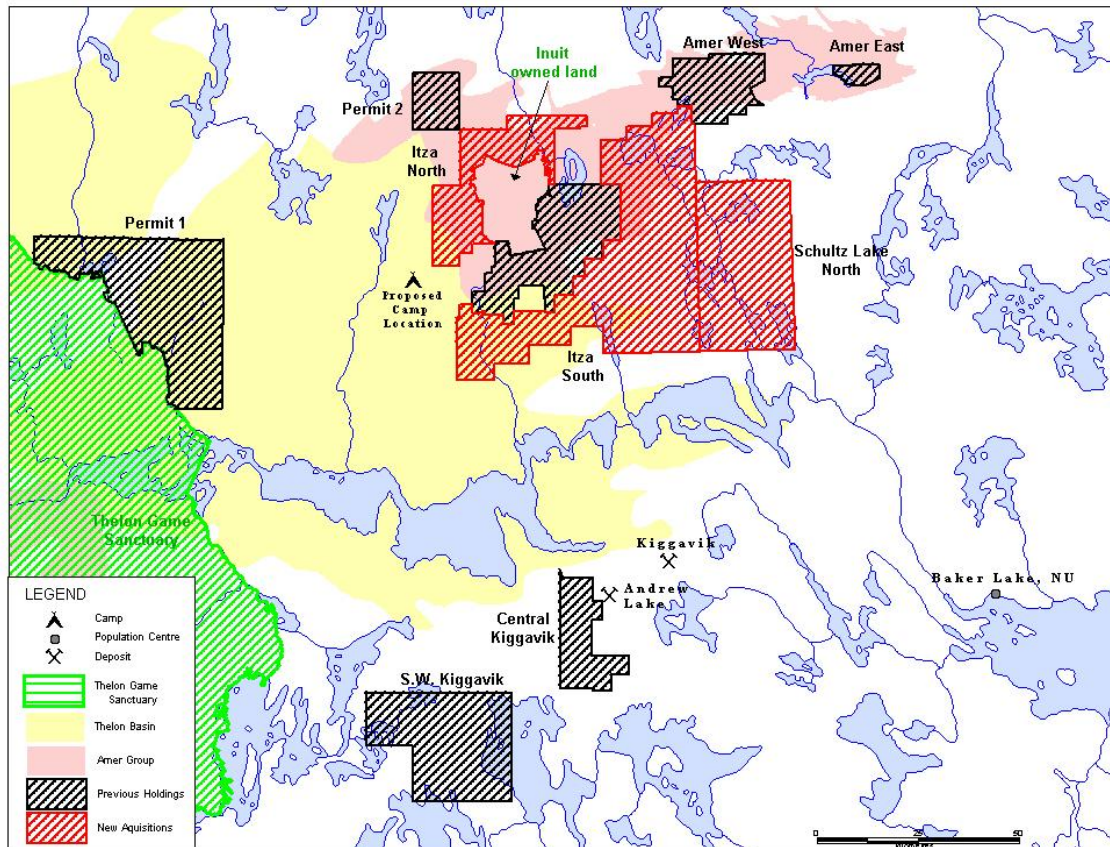 Amer West
Amer East
Inuit
owned land
Permit 2
Itza
North
Permit 1
Schultz Lake
North
Proposed
Camp
Location
Itza
South
Thelon Game
Sanctuary
Kiggavik
Andrew
Lake
Baker Lake, NU
Central
Kiggavik
S.W. Kiggavik
LEGEND
Camp
Population Centre
Deposit
Thelon Game
Sanctuary
Thelon Basin
Amer Group
Previous Holdings
New Aquisitions
0
25
50